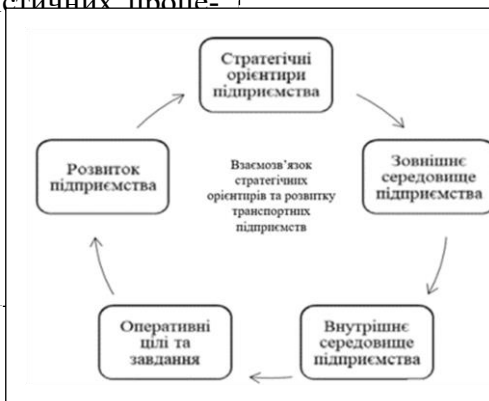 Стратегічні
орієнтири
підприємства
Зовнішнє
середовище
підприємства
Внутрішнє
середовище
підприємства
Оперативні
цілі та
завдання
Розвиток
підприємства
Взаємозв’язок
стратегічних
орієнтирів та розвитку
транспортних
підприємств